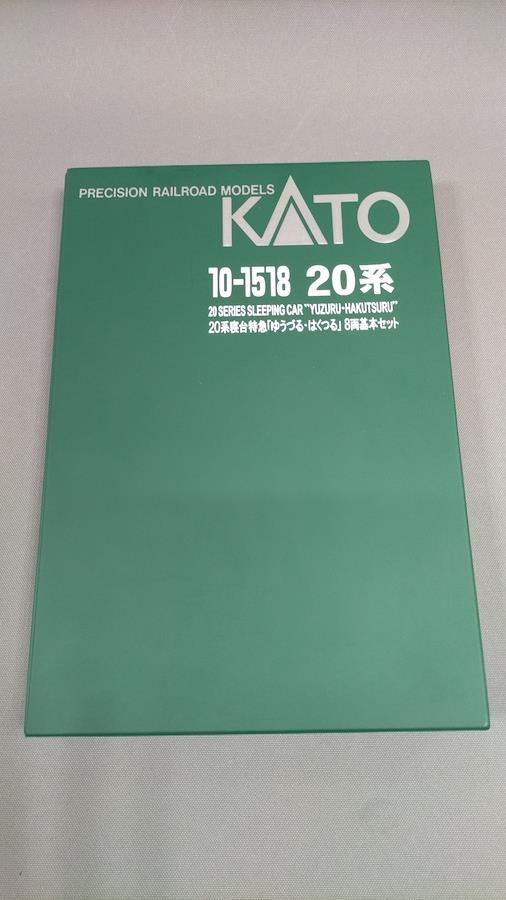 PRECISION RAILROAD MODELS
KATO
10-1518 20系
20 SERIES SLEEPING CAR "YUZURU・HAKUTSURU"
20系寝台特急「ゆうづる・はくつる」8両基本セット